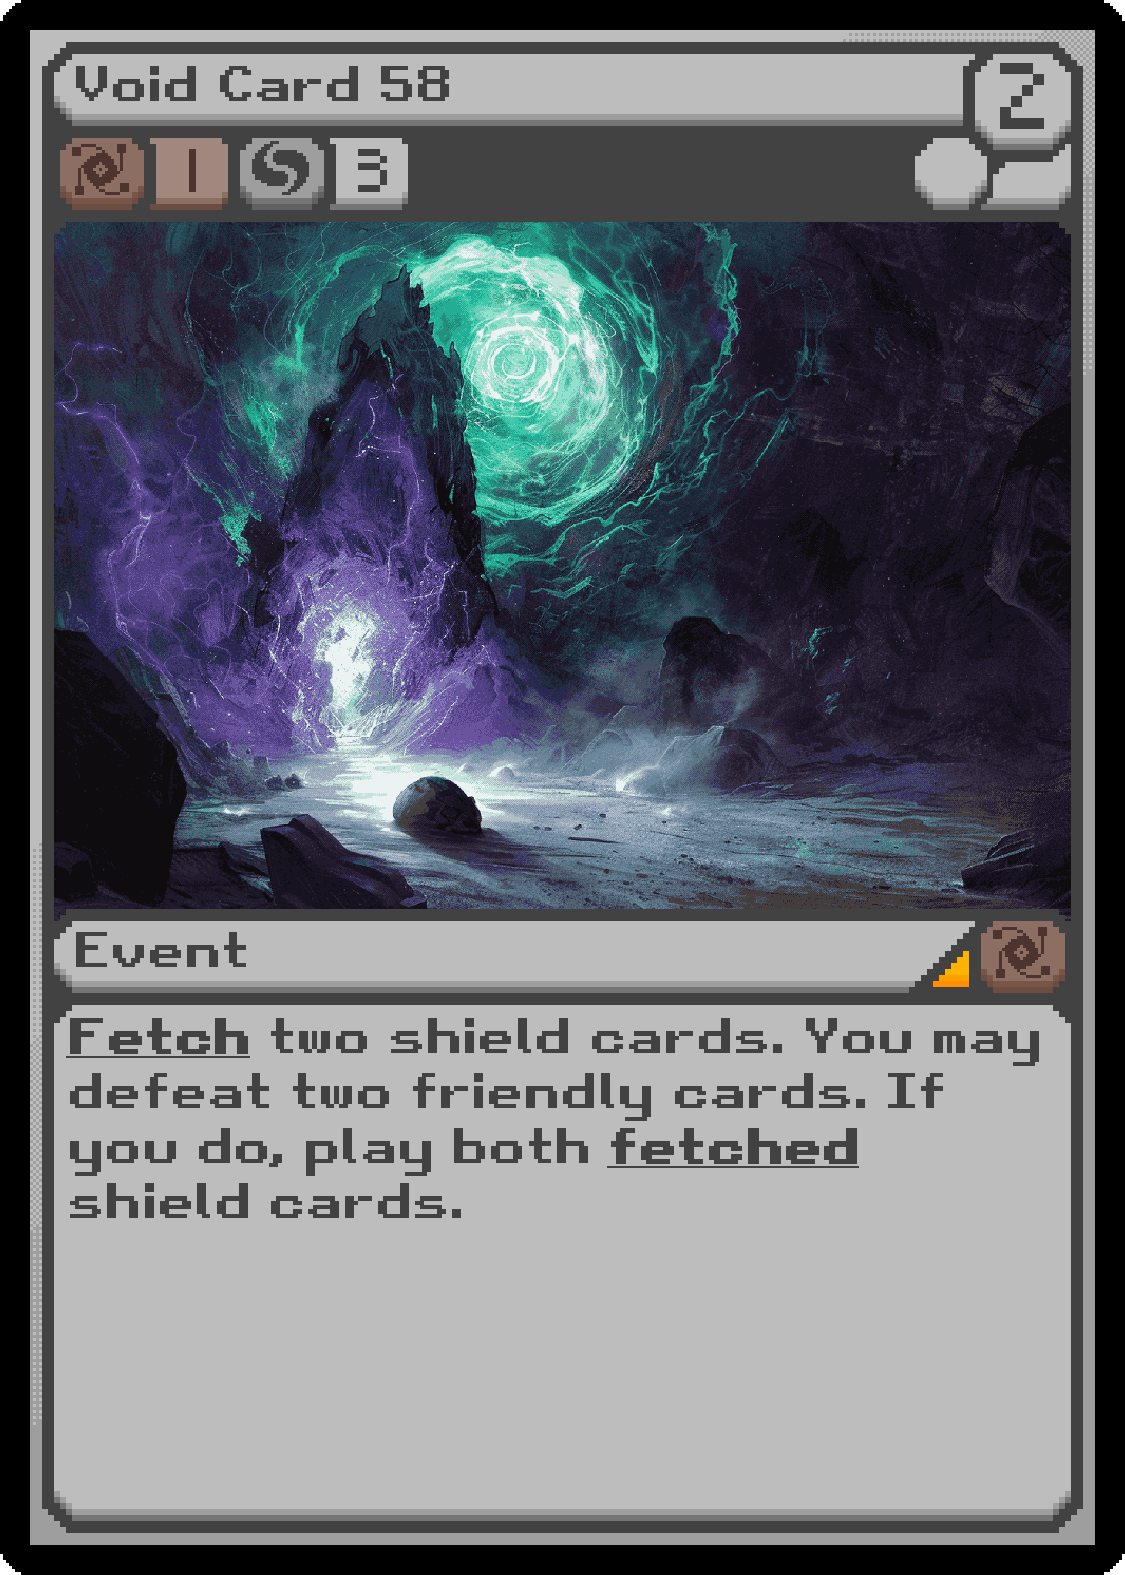 Void Card 58
2
1 3
Event
Fetch two shield cards. You may
defeat two friendly cards. If
you do, play both fetched
shield cards.